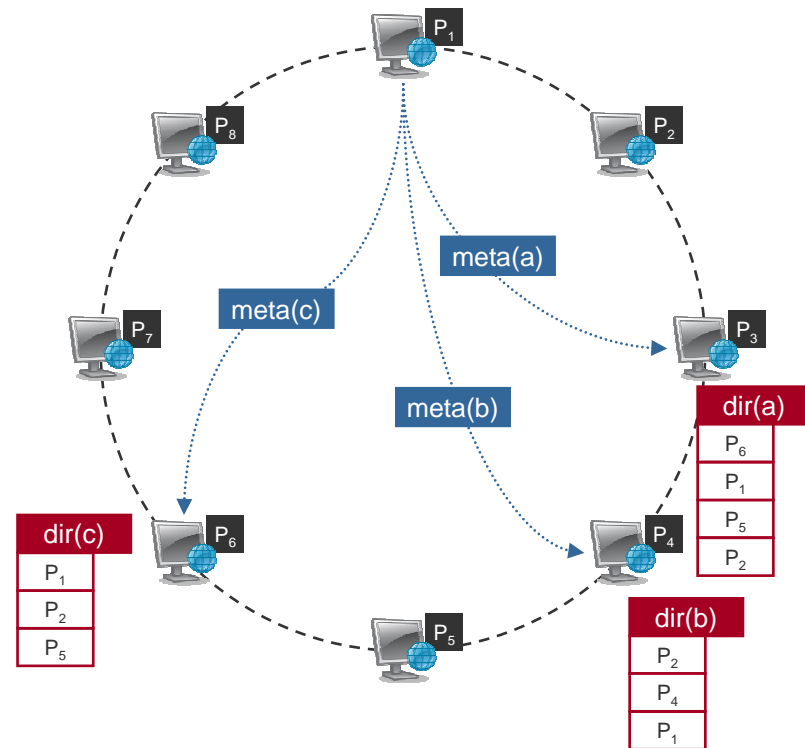 P₁
P₈
P₂
meta(a)
meta(c)
P₇
P₃
meta(b)
dir(a)
P₆
P₁
P₅
P₂
P₆
P₄
dir(c)
P₁
P₂
P₅
P₅
dir(b)
P₂
P₄
P₁